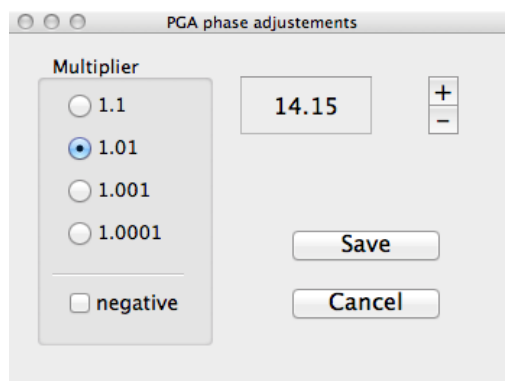 PGA phase adjustements
Multiplier
1.1
14.15
+
−
1.01
1.001
1.0001
Save
negative
Cancel